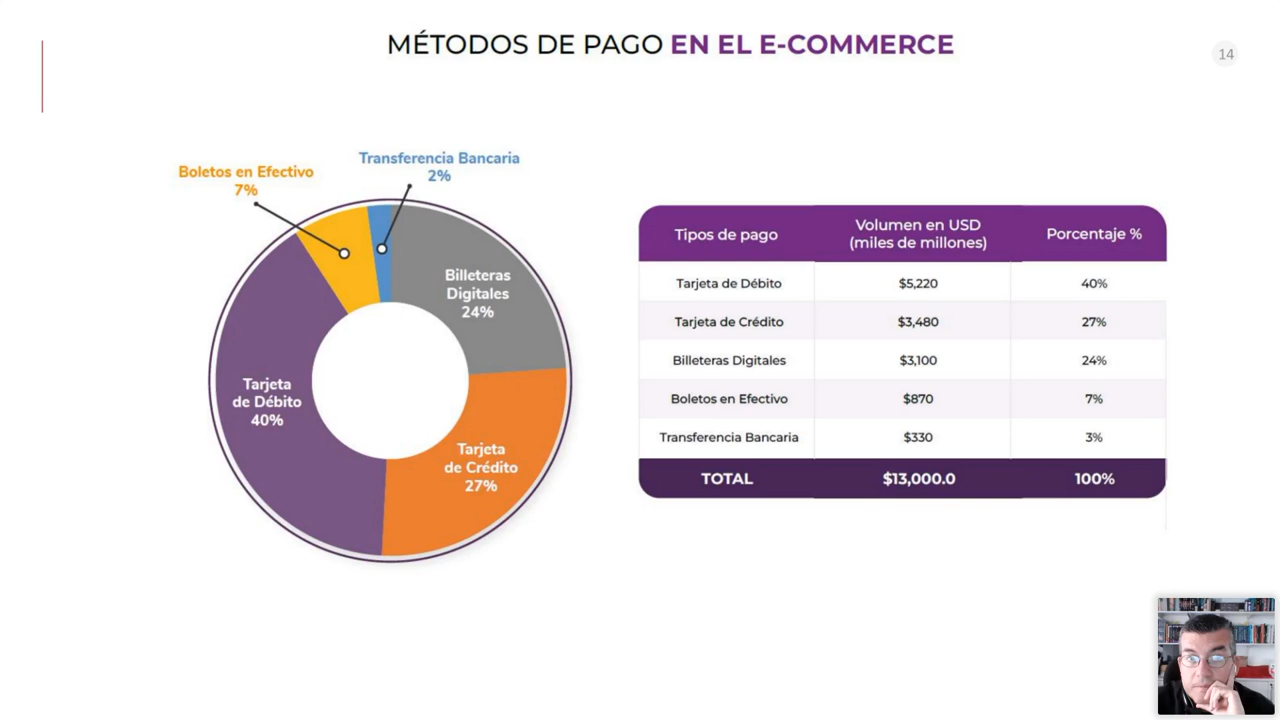 MÉTODOS DE PAGO EN EL E-COMMERCE
14
Transferencia Bancaria
2%
Boletos en Efectivo
7%
Billeteras
Digitales
24%
Tarjeta
de Débito
40%
Tarjeta
de Crédito
27%
Tipos de pago
Volumen en USD
(miles de millones)
Porcentaje %
Tarjeta de Débito $5,220 40%
Tarjeta de Crédito $3,480 27%
Billeteras Digitales $3,100 24%
Boletos en Efectivo $870 7%
Transferencia Bancaria $330 3%
TOTAL $13,000.0 100%